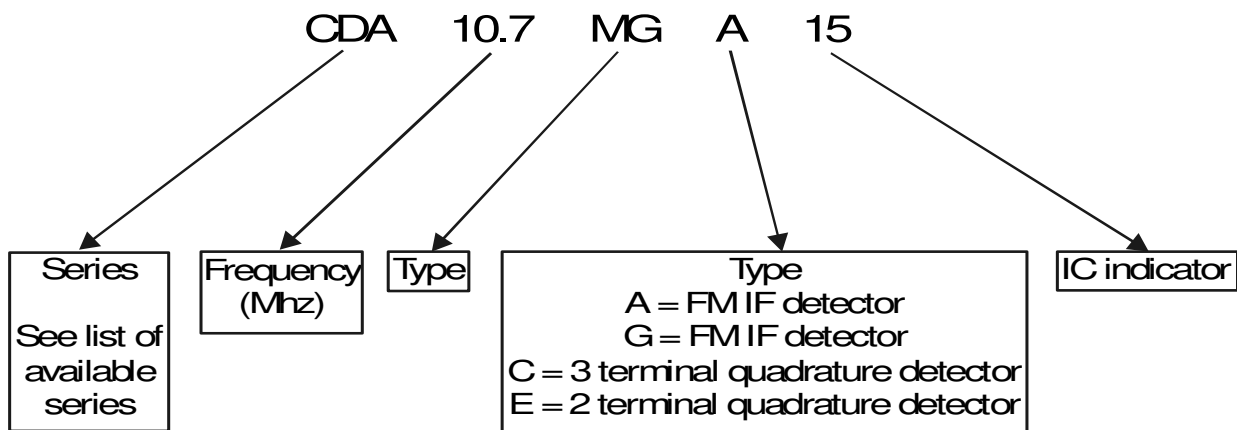 CDA 10.7 MG A 15
Series
See list of
available
series
Frequency
(Mhz)
Type
Type
A = FM IF detector
G = FM IF detector
C = 3 terminal quadrature detector
E = 2 terminal quadrature detector
IC indicator